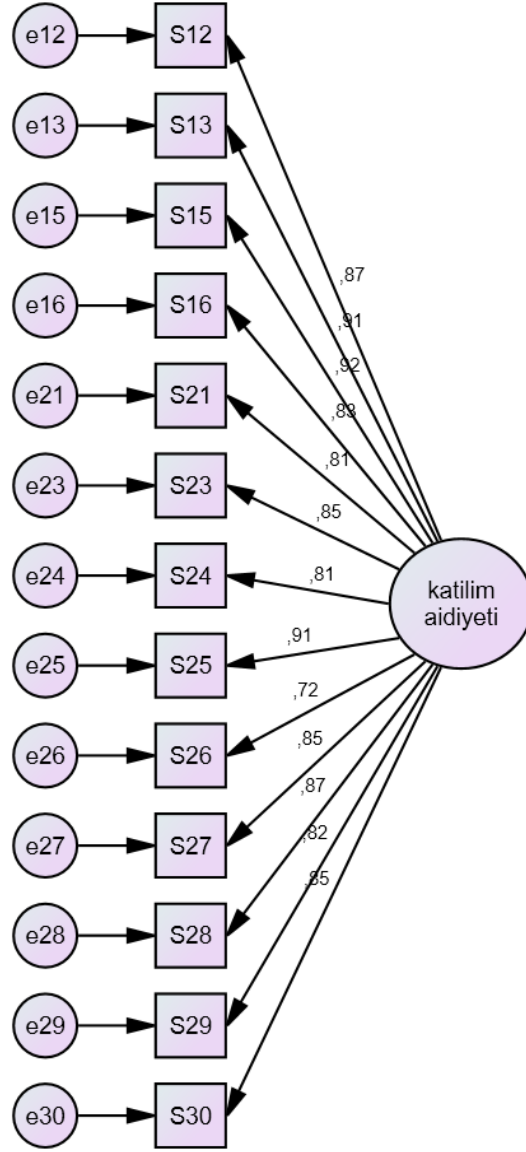 e12 S12
e13 S13
e15 S15
e16 S16
e21 S21
e23 S23
e24 S24
e25 S25
e26 S26
e27 S27
e28 S28
e29 S29
e30 S30
,87
,91
,92
,83
,81
,85
,81
,91
,72
,85
,87
,82
,85
katilim
aidiyeti